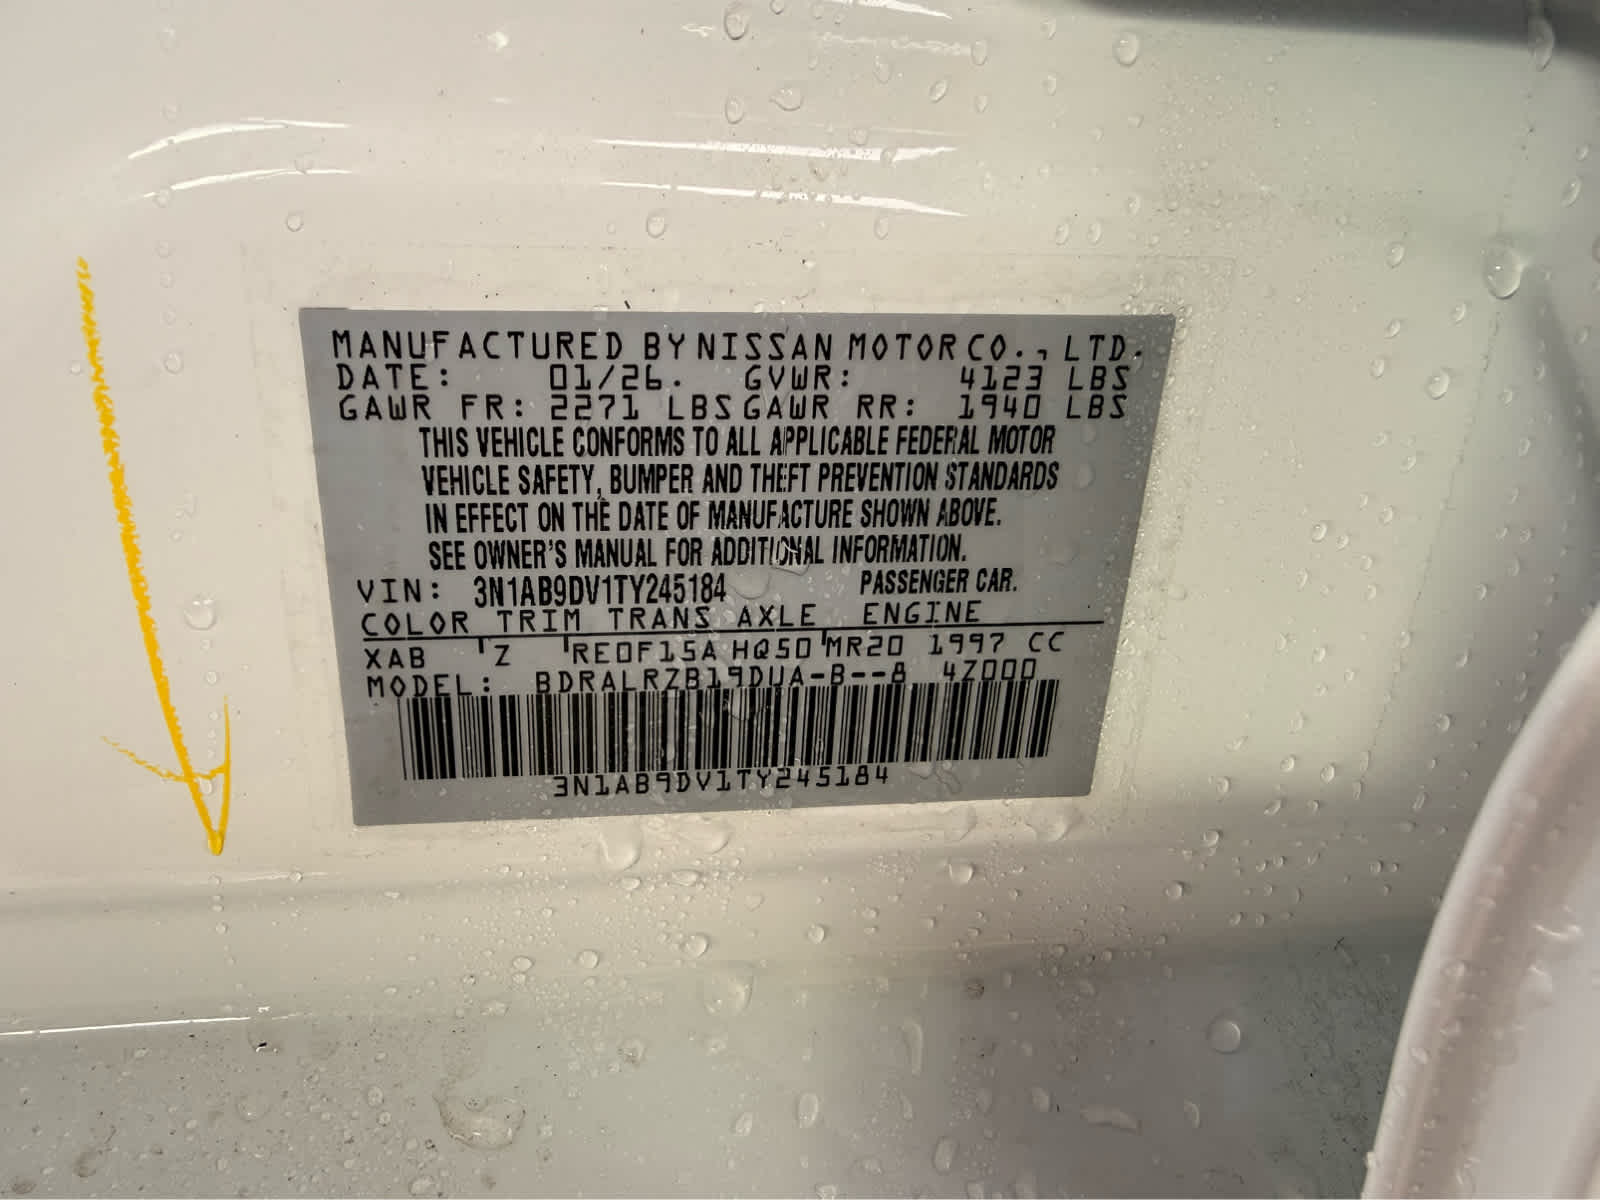 MANUFACTURED BY NISSAN MOTOR CO., LTD.
DATE: 01/26. GVWR: 4123 LBS
GAWR FR: 2271 LBS GAWR RR: 1940 LBS
THIS VEHICLE CONFORMS TO ALL APPLICABLE FEDERAL MOTOR
VEHICLE SAFETY, BUMPER AND THEFT PREVENTION STANDARDS
IN EFFECT ON THE DATE OF MANUFACTURE SHOWN ABOVE.
SEE OWNER'S MANUAL FOR ADDITIONAL INFORMATION.
VIN: 3N1AB9DV1TY245184 PASSENGER CAR.
COLOR TRIM TRANS AXLE ENGINE
XAB Z RE0F15A HQ50 MR20 1997 CC
MODEL: BDRALRZB19DUA-B--8 4Z000
3N1AB9DV1TY245184